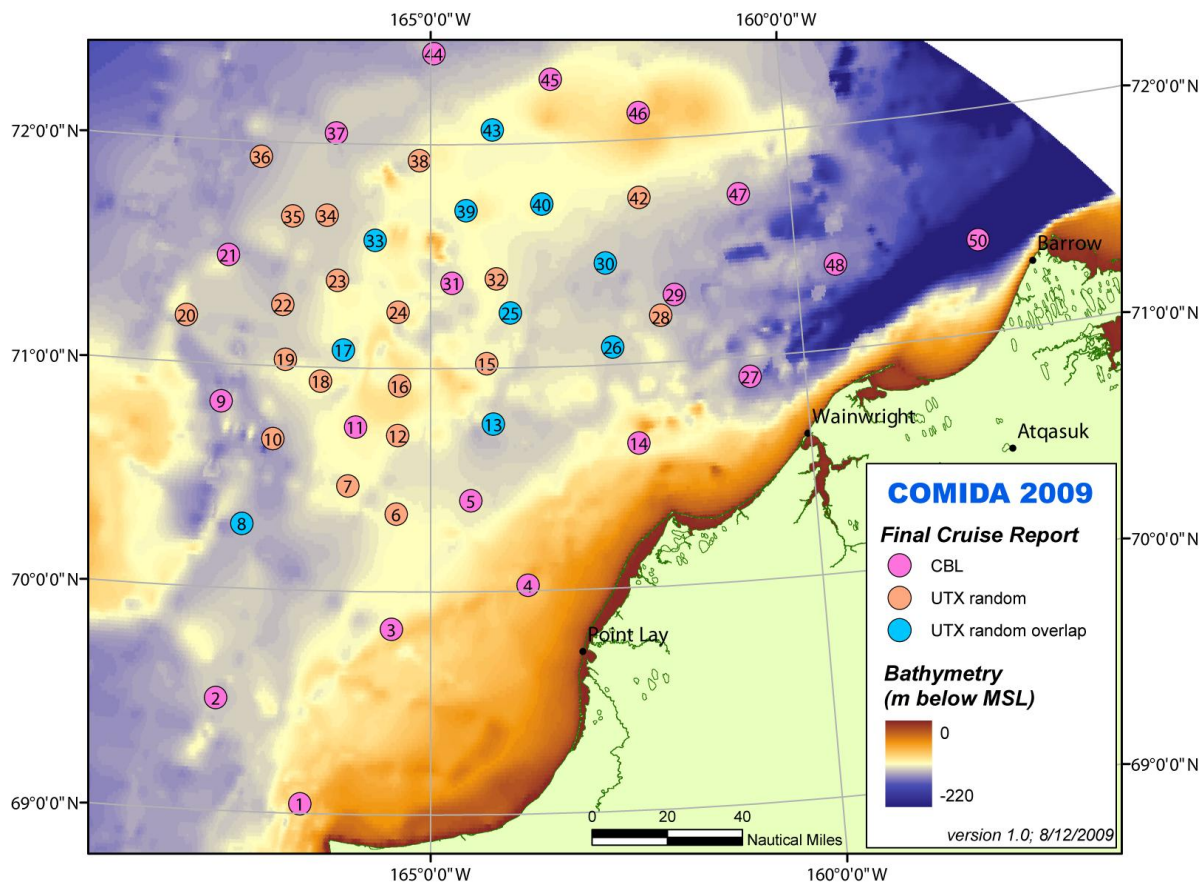 165°0'0"W 160°0'0"W
44
45
72°0'0"N
46
72°0'0"N
37 43
36 38
47
42
40
39
35 34
33 50
21 Barrow
30 48
31 32
23
29
22
20 24 25 28 71°0'0"N
17 26
71°0'0"N 19
15
18 16
27
9
11 13 Wainwright
10 12 14
Atqasuk
7
5
6
8
70°0'0"N
70°0'0"N
4
3
Point Lay
2
69°0'0"N
69°0'0"N
1
COMIDA 2009
Final Cruise Report
CBL
UTX random
UTX random overlap
Bathymetry
(m below MSL)
0
-220
version 1.0; 8/12/2009
0 20 40
Nautical Miles
165°0'0"W 160°0'0"W